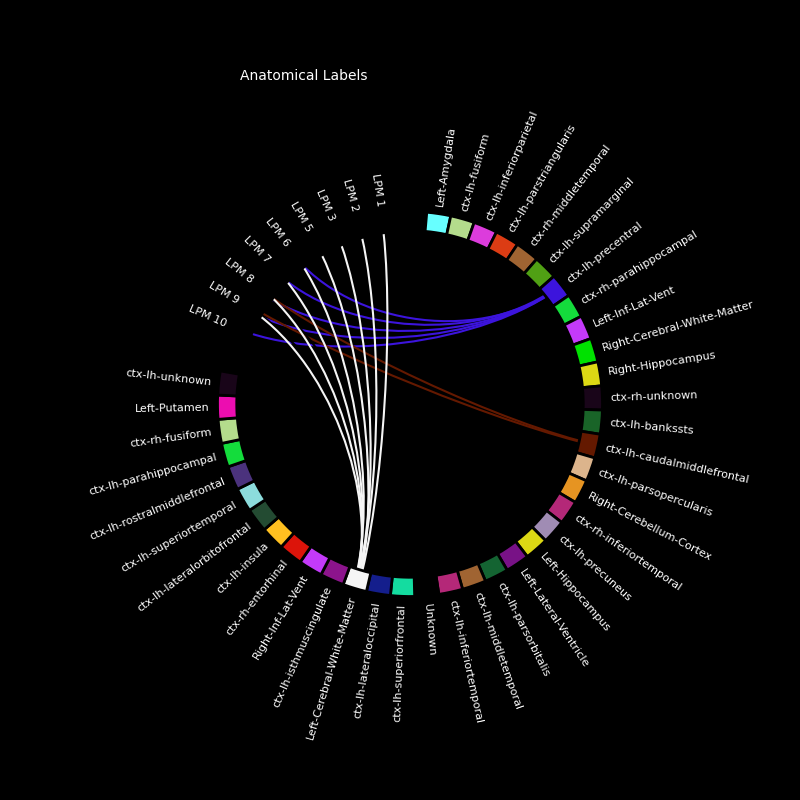 Anatomical Labels
LPM 1
LPM 2
LPM 3
LPM 5
LPM 6
LPM 7
LPM 8
LPM 9
LPM 10
ctx-lh-unknown
Left-Putamen
ctx-rh-fusiform
ctx-lh-parahippocampal
ctx-lh-rostralmiddlefrontal
ctx-lh-superiortemporal
ctx-lh-lateralorbitofrontal
ctx-lh-insula
ctx-rh-entorhinal
Right-Inf-Lat-Vent
ctx-lh-isthmuscingulate
Left-Cerebral-White-Matter
ctx-lh-lateraloccipital
ctx-lh-superiorfrontal
Unknown
ctx-lh-inferiortemporal
ctx-lh-middletemporal
ctx-lh-parsorbitalis
Left-Lateral-Ventricle
Left-Hippocampus
ctx-lh-precuneus
ctx-rh-inferiortemporal
Right-Cerebellum-Cortex
ctx-lh-parsopercularis
ctx-lh-caudalmiddlefrontal
ctx-lh-bankssts
ctx-rh-unknown
Right-Hippocampus
Right-Cerebral-White-Matter
Left-Inf-Lat-Vent
ctx-rh-parahippocampal
ctx-lh-precentral
ctx-lh-supramarginal
ctx-rh-middletemporal
ctx-lh-parstriangularis
ctx-lh-inferiorparietal
ctx-lh-fusiform
Left-Amygdala